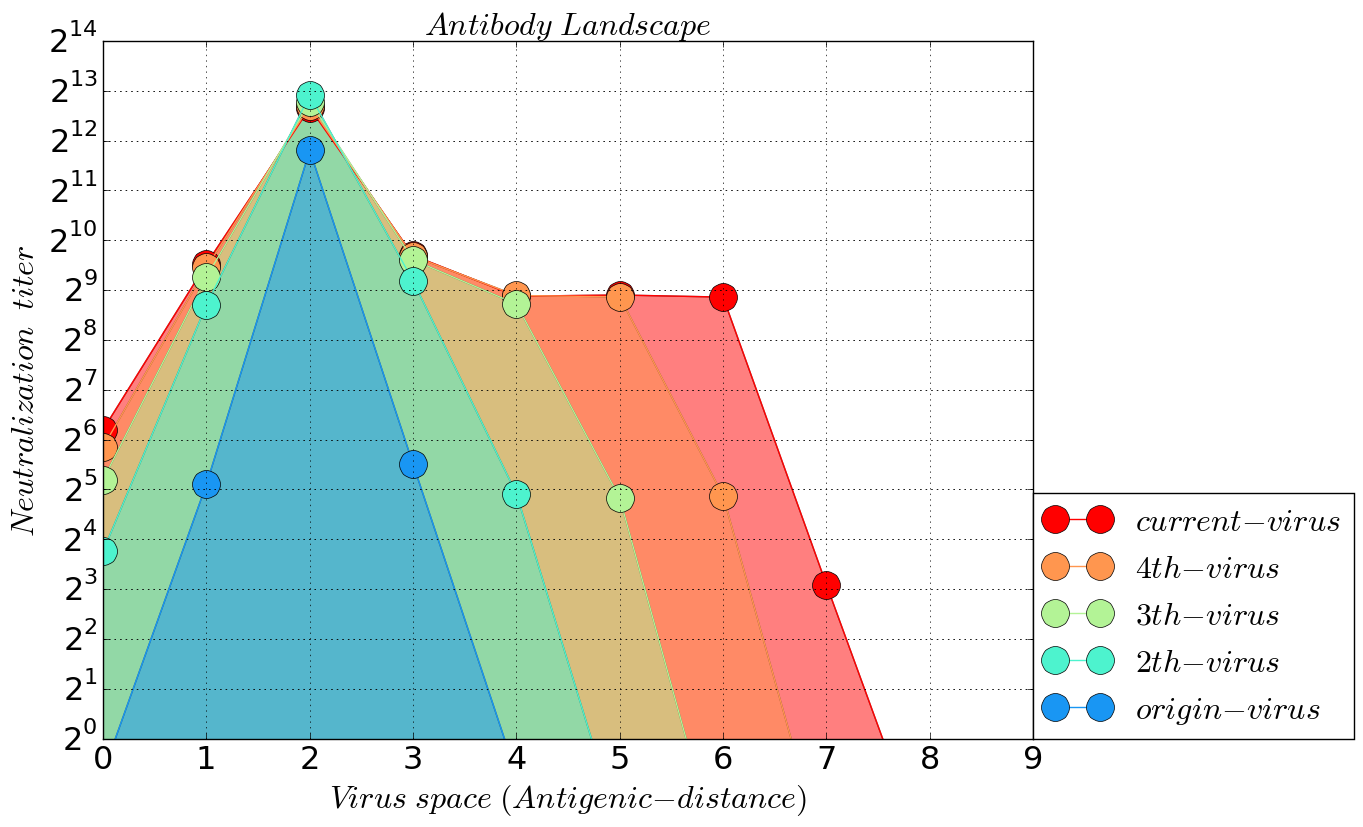 Antibody Landscape
2^14
2^13
2^12
2^11
2^10
2^9
2^8
2^7
2^6
2^5
2^4
2^3
2^2
2^1
2^0
Neutralization titer
0 1 2 3 4 5 6 7 8 9
Virus space (Antigenic−distance)
current−virus
4th−virus
3th−virus
2th−virus
origin−virus